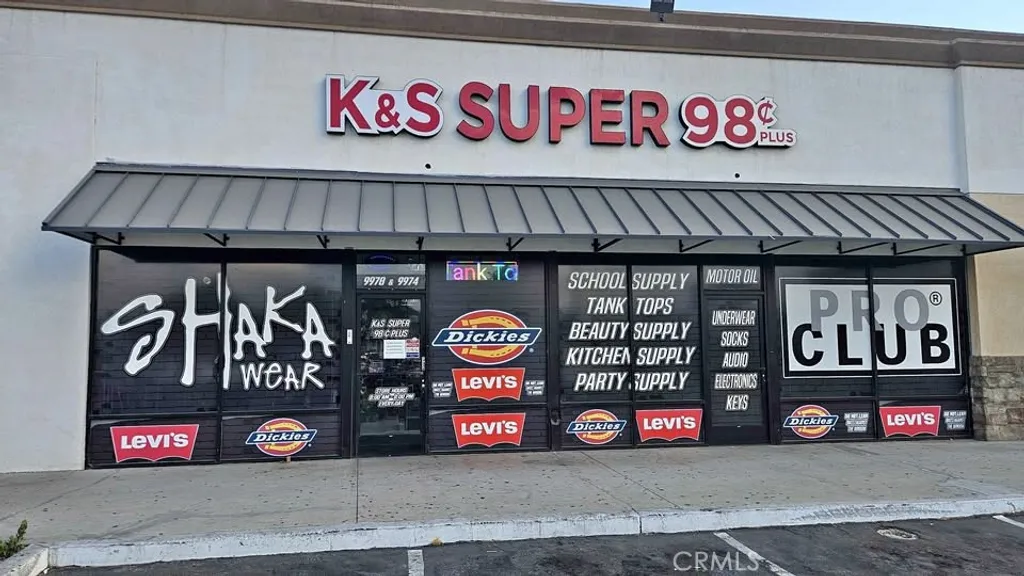 K&S SUPER 98¢ PLUS
SHAKA
WEAR
LEVI'S
Dickies
9978 & 9974
K&S SUPER
98¢ PLUS
STORE HOURS
Tank To
Dickies
LEVI'S
LEVI'S
SCHOOL SUPPLY
TANK TOPS
BEAUTY SUPPLY
KITCHEN SUPPLY
PARTY SUPPLY
Dickies
LEVI'S
MOTOR OIL
UNDERWEAR
SOCKS
AUDIO
ELECTRONICS
KEYS
PRO®
CLUB
Dickies
LEVI'S
CRMLS